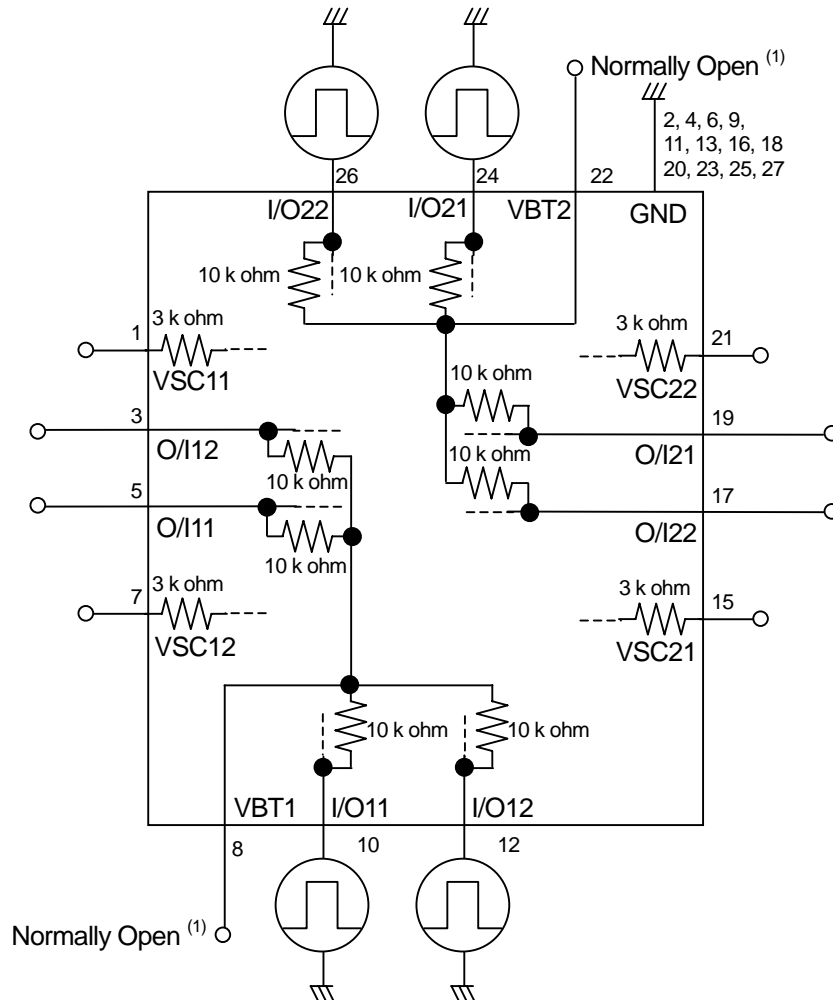 Normally Open (1)
2, 4, 6, 9,
11, 13, 16, 18
20, 23, 25, 27
26
24
22
I/O22
I/O21
VBT2
GND
10 k ohm
10 k ohm
1
3 k ohm
VSC11
3 k ohm
21
VSC22
10 k ohm
3
O/I12
19
O/I21
10 k ohm
10 k ohm
5
O/I11
17
O/I22
10 k ohm
7
3 k ohm
VSC12
3 k ohm
15
VSC21
10 k ohm
10 k ohm
VBT1
I/O11
I/O12
8
10
12
Normally Open (1)